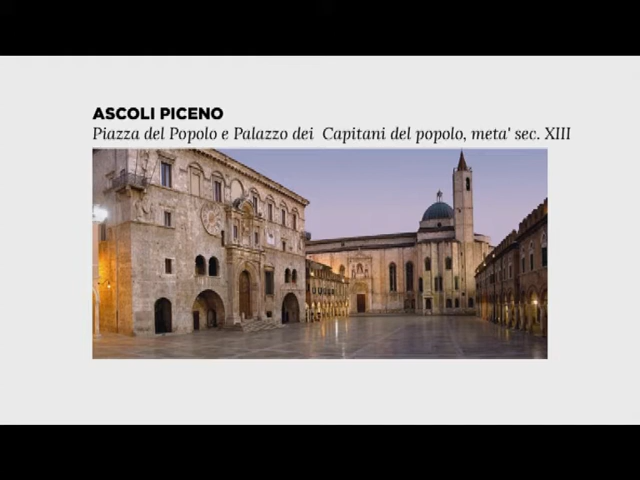 ASCOLI PICENO
Piazza del Popolo e Palazzo dei  Capitani del popolo, meta' sec. XIII